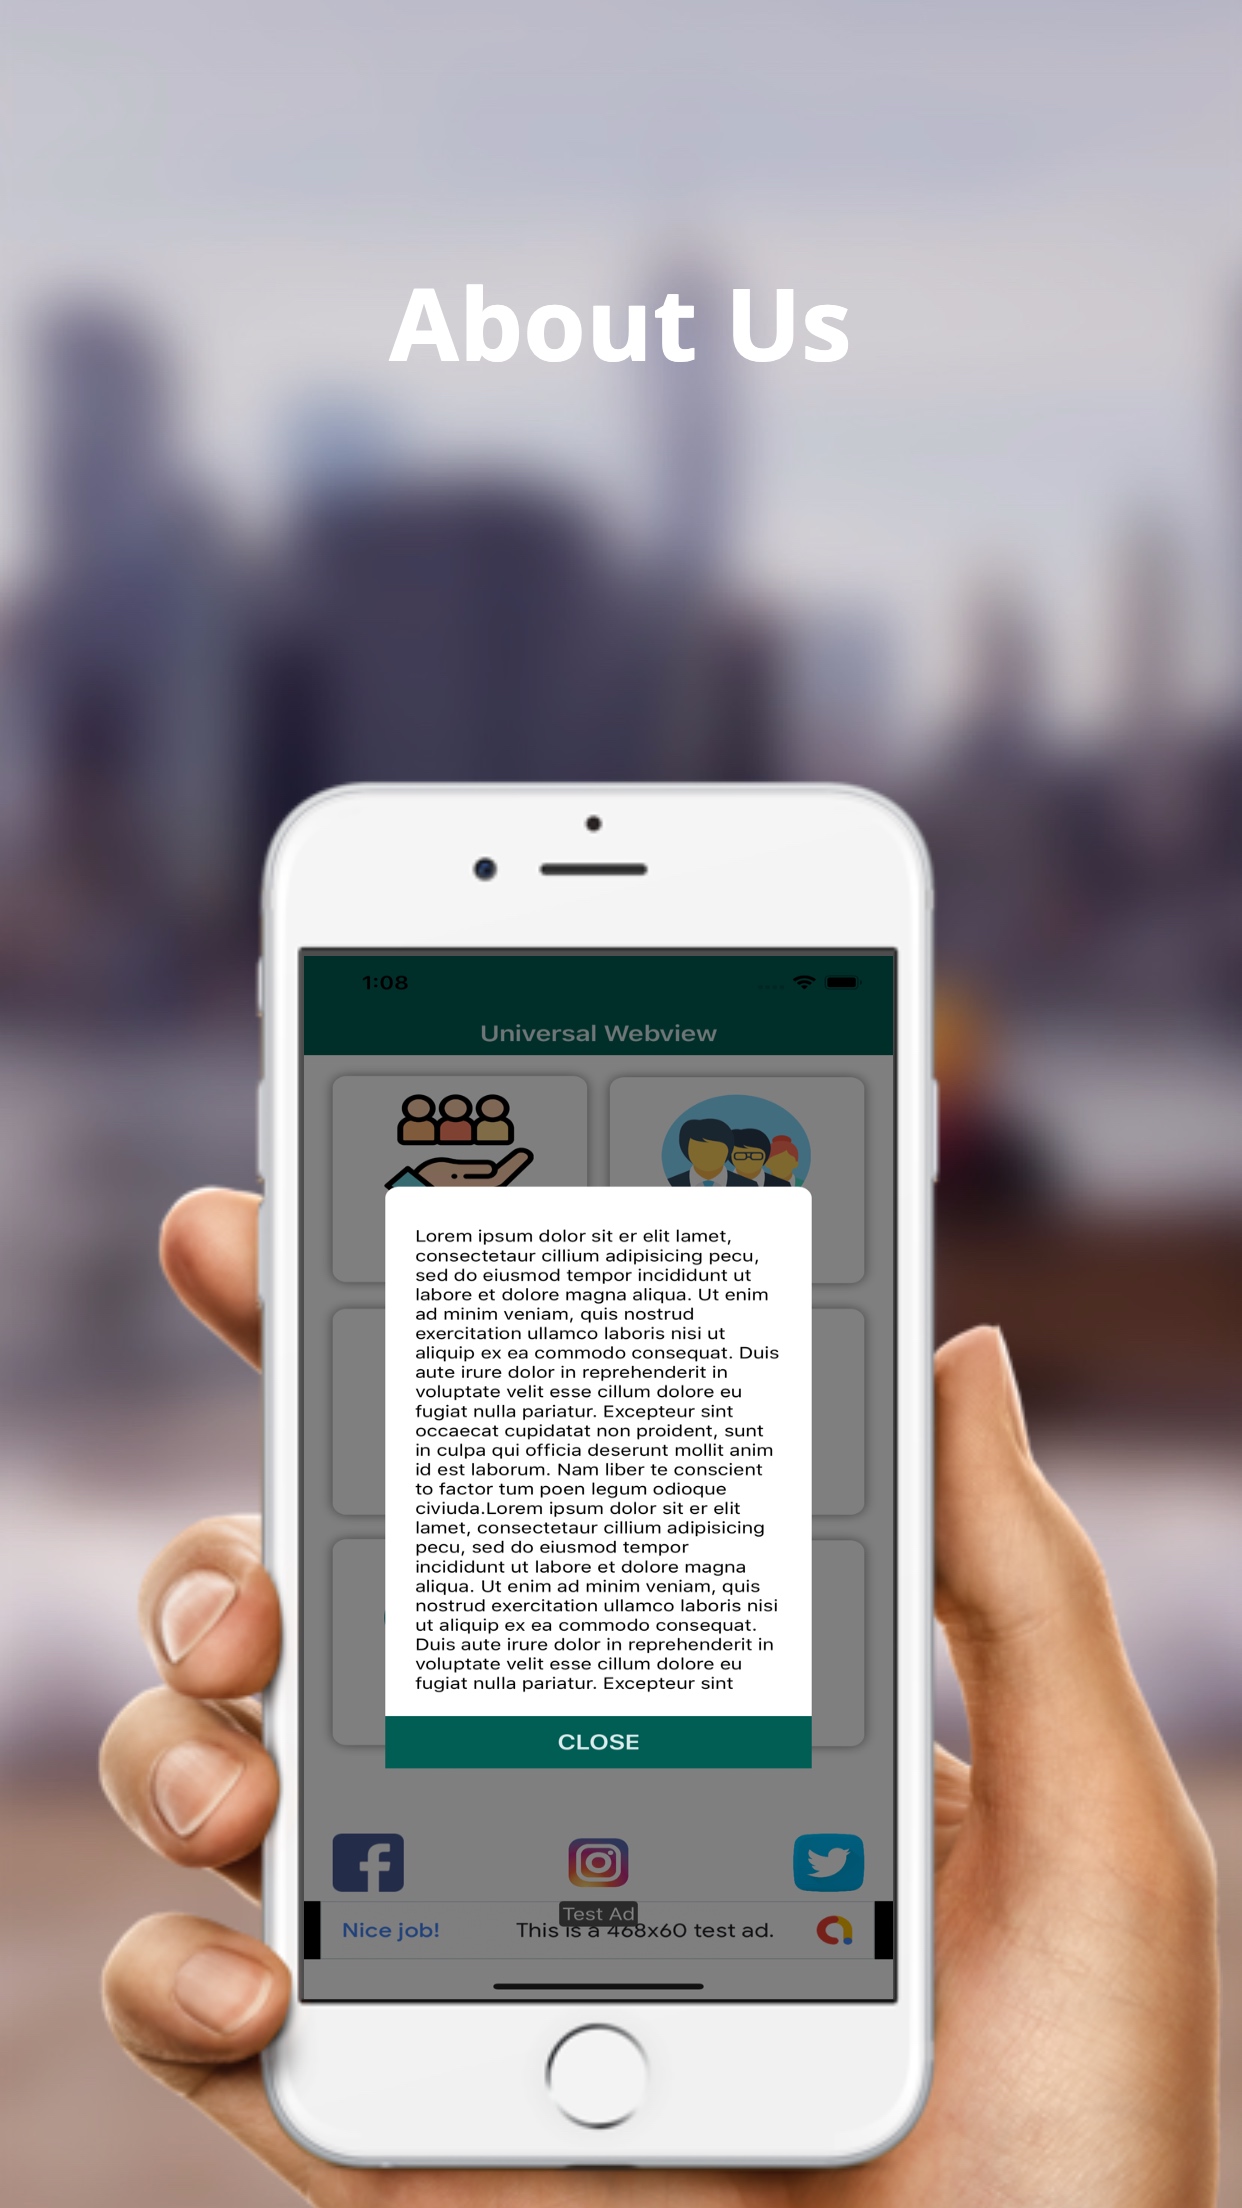 About Us
1:08
Universal Webview
Lorem ipsum dolor sit er elit lamet,
consectetaur cillium adipisicing pecu,
sed do eiusmod tempor incididunt ut
labore et dolore magna aliqua. Ut enim
ad minim veniam, quis nostrud
exercitation ullamco laboris nisi ut
aliquip ex ea commodo consequat. Duis
aute irure dolor in reprehenderit in
voluptate velit esse cillum dolore eu
fugiat nulla pariatur. Excepteur sint
occaecat cupidatat non proident, sunt
in culpa qui officia deserunt mollit anim
id est laborum. Nam liber te conscient
to factor tum poen legum odioque
civiuda.Lorem ipsum dolor sit er elit
lamet, consectetaur cillium adipisicing
pecu, sed do eiusmod tempor
incididunt ut labore et dolore magna
aliqua. Ut enim ad minim veniam, quis
nostrud exercitation ullamco laboris nisi
ut aliquip ex ea commodo consequat.
Duis aute irure dolor in reprehenderit in
voluptate velit esse cillum dolore eu
fugiat nulla pariatur. Excepteur sint
CLOSE
Test Ad
Nice job! This is a 468x60 test ad.